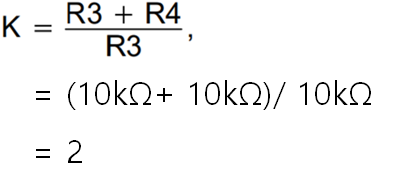 K = (R3 + R4) / R3,
= (10kΩ+ 10kΩ)/ 10kΩ
= 2